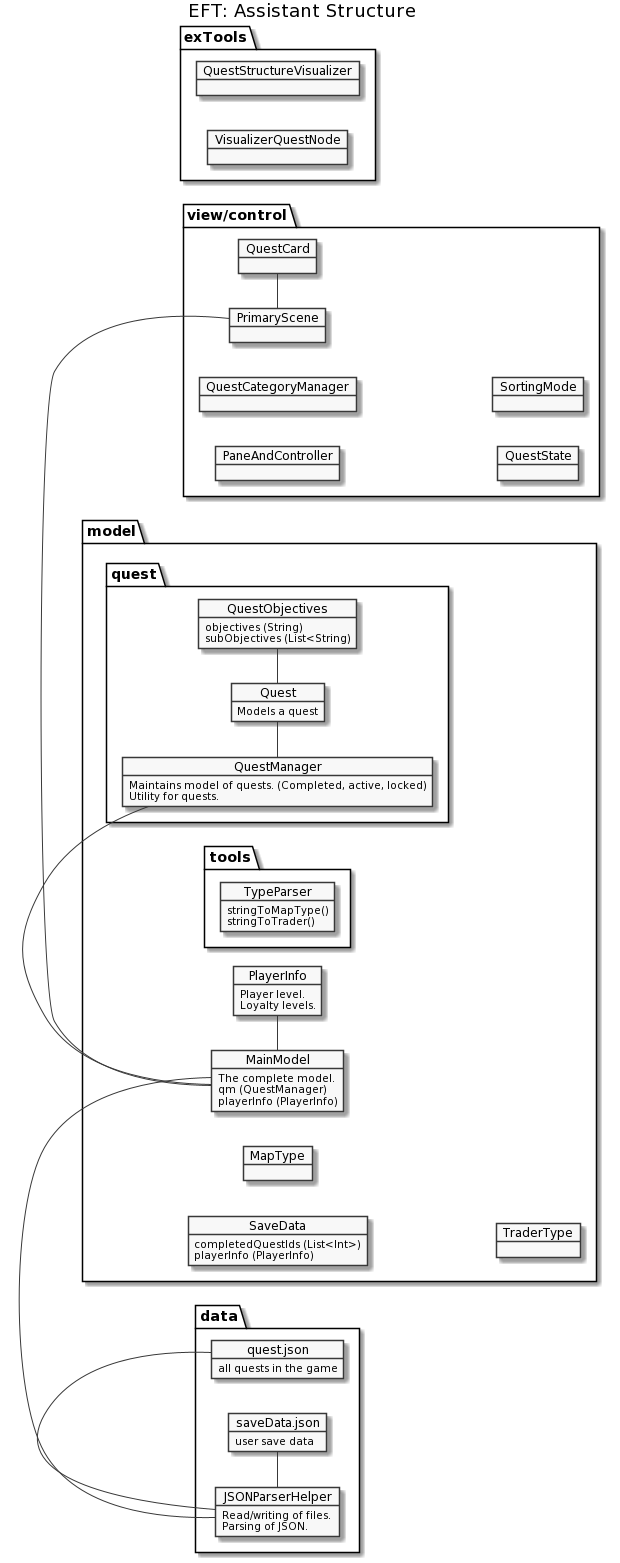 EFT: Assistant Structure
exTools
QuestStructureVisualizer
VisualizerQuestNode
view/control
QuestCard
PrimaryScene
QuestCategoryManager
SortingMode
PaneAndController
QuestState
model
quest
QuestObjectives
objectives (String)
subObjectives (List<String)
Quest
Models a quest
QuestManager
Maintains model of quests. (Completed, active, locked)
Utility for quests.
tools
TypeParser
stringToMapType()
stringToTrader()
PlayerInfo
Player level.
Loyalty levels.
MainModel
The complete model.
qm (QuestManager)
playerInfo (PlayerInfo)
MapType
SaveData
completedQuestIds (List<Int>)
playerInfo (PlayerInfo)
TraderType
data
quest.json
all quests in the game
saveData.json
user save data
JSONParserHelper
Read/writing of files.
Parsing of JSON.